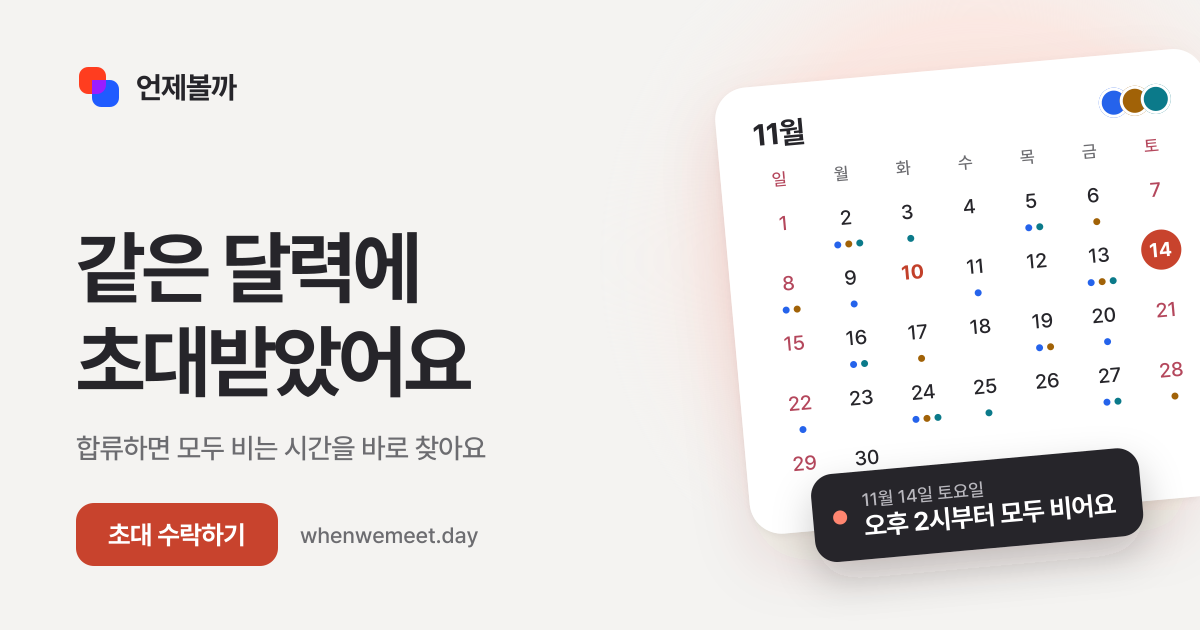 언제볼까
같은 달력에
초대받았어요
합류하면 모두 비는 시간을 바로 찾아요
초대 수락하기
whenwemeet.day
11월
일 월 화 수 목 금 토
1 2 3 4 5 6 7
8 9 10 11 12 13 14
15 16 17 18 19 20 21
22 23 24 25 26 27 28
29 30
11월 14일 토요일
오후 2시부터 모두 비어요